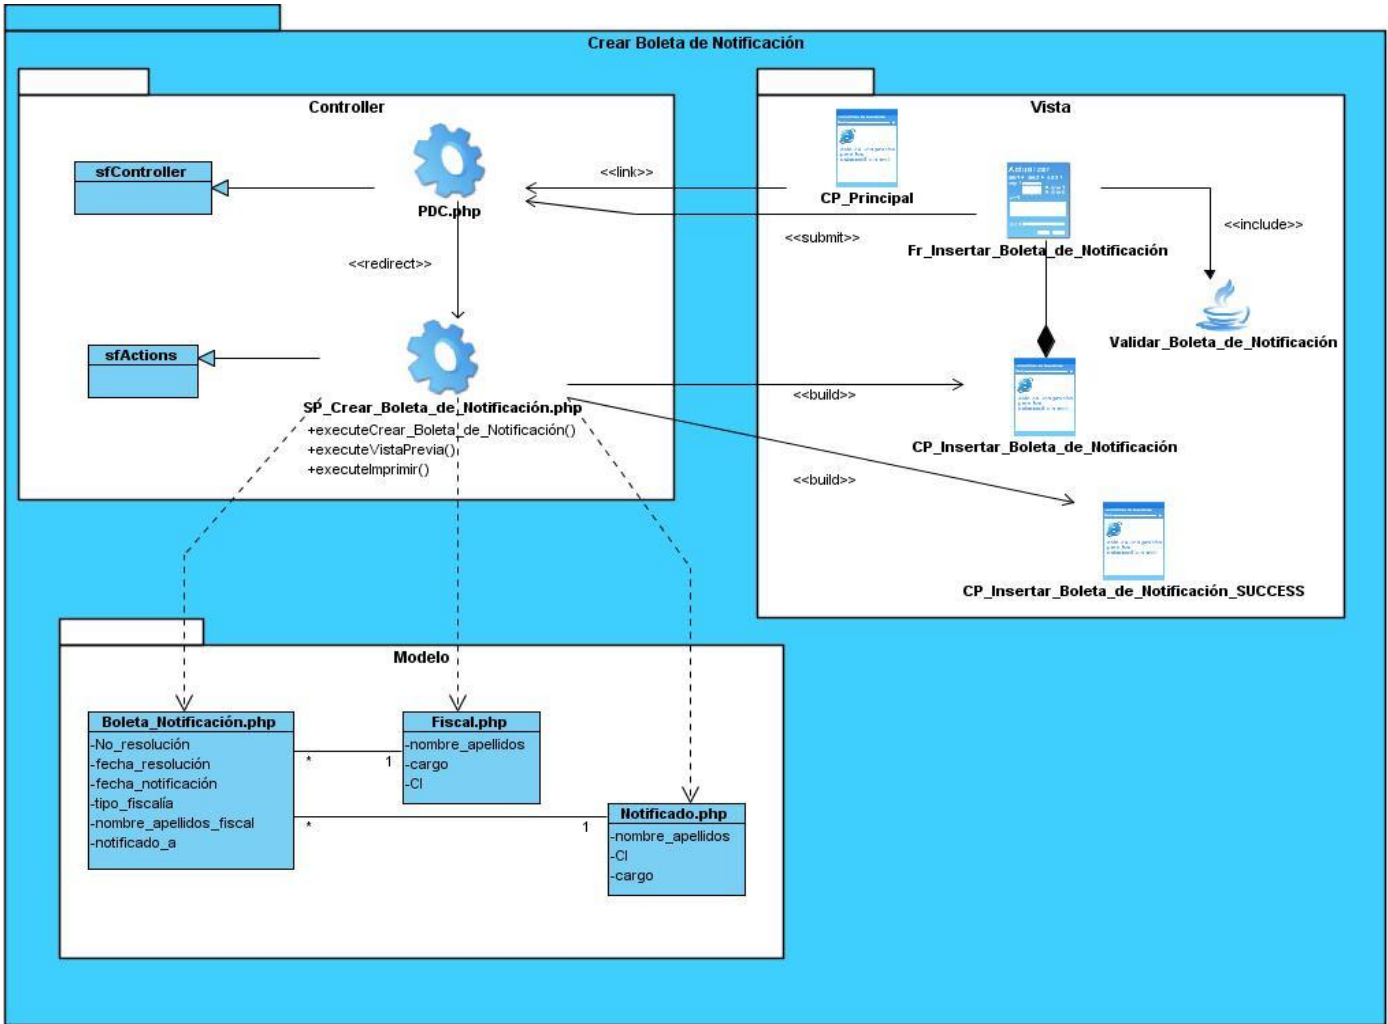 Crear Boleta de Notificación
Controller
sfController
PDC.php
<<redirect>>
sfActions
SP_Crear_Boleta_de_Notificación.php
+executeCrear_Boleta_de_Notificación()
+executeVistaPrevia()
+executeImprimir()
<<link>>
<<submit>>
Vista
CP_Principal
Actualizar
Fr_Insertar_Boleta_de_Notificación
<<include>>
Validar_Boleta_de_Notificación
<<build>>
CP_Insertar_Boleta_de_Notificación
<<build>>
CP_Insertar_Boleta_de_Notificación_SUCCESS
Modelo
Boleta_Notificación.php
-No_resolución
-fecha_resolución
-fecha_notificación
-tipo_fiscalía
-nombre_apellidos_fiscal
-notificado_a
* 1
Fiscal.php
-nombre_apellidos
-cargo
-CI
* 1
Notificado.php
-nombre_apellidos
-CI
-cargo